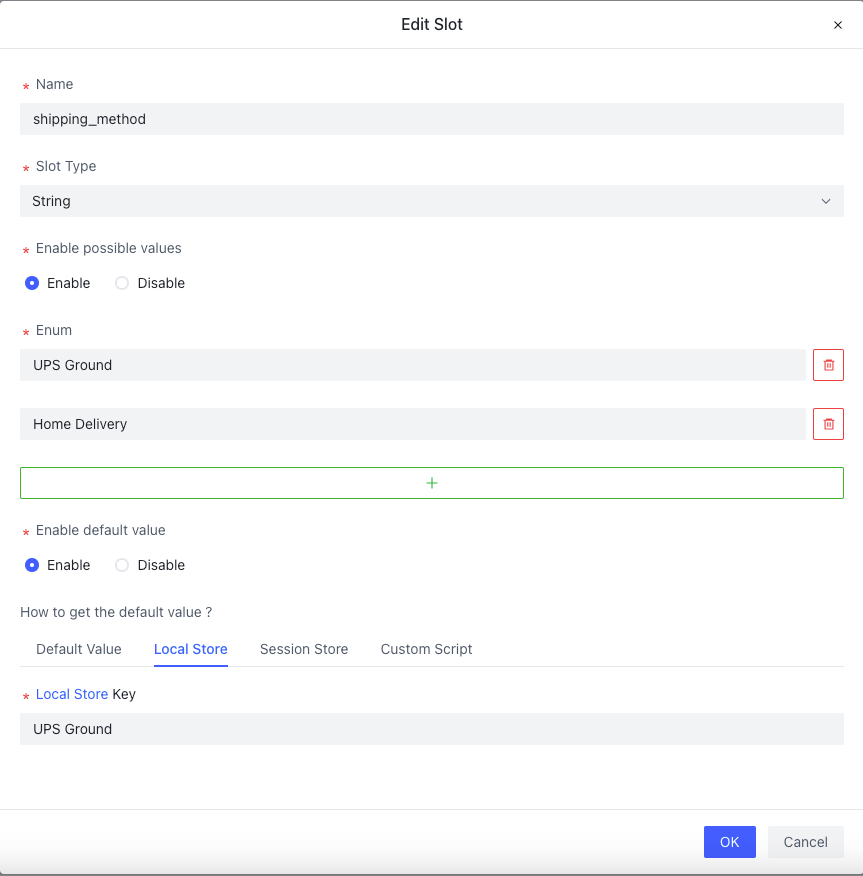 Edit Slot ×
* Name
shipping_method
* Slot Type
String
* Enable possible values
Enable Disable
* Enum
UPS Ground
Home Delivery
+
* Enable default value
Enable Disable
How to get the default value ?
Default Value Local Store Session Store Custom Script
* Local Store Key
UPS Ground
OK Cancel